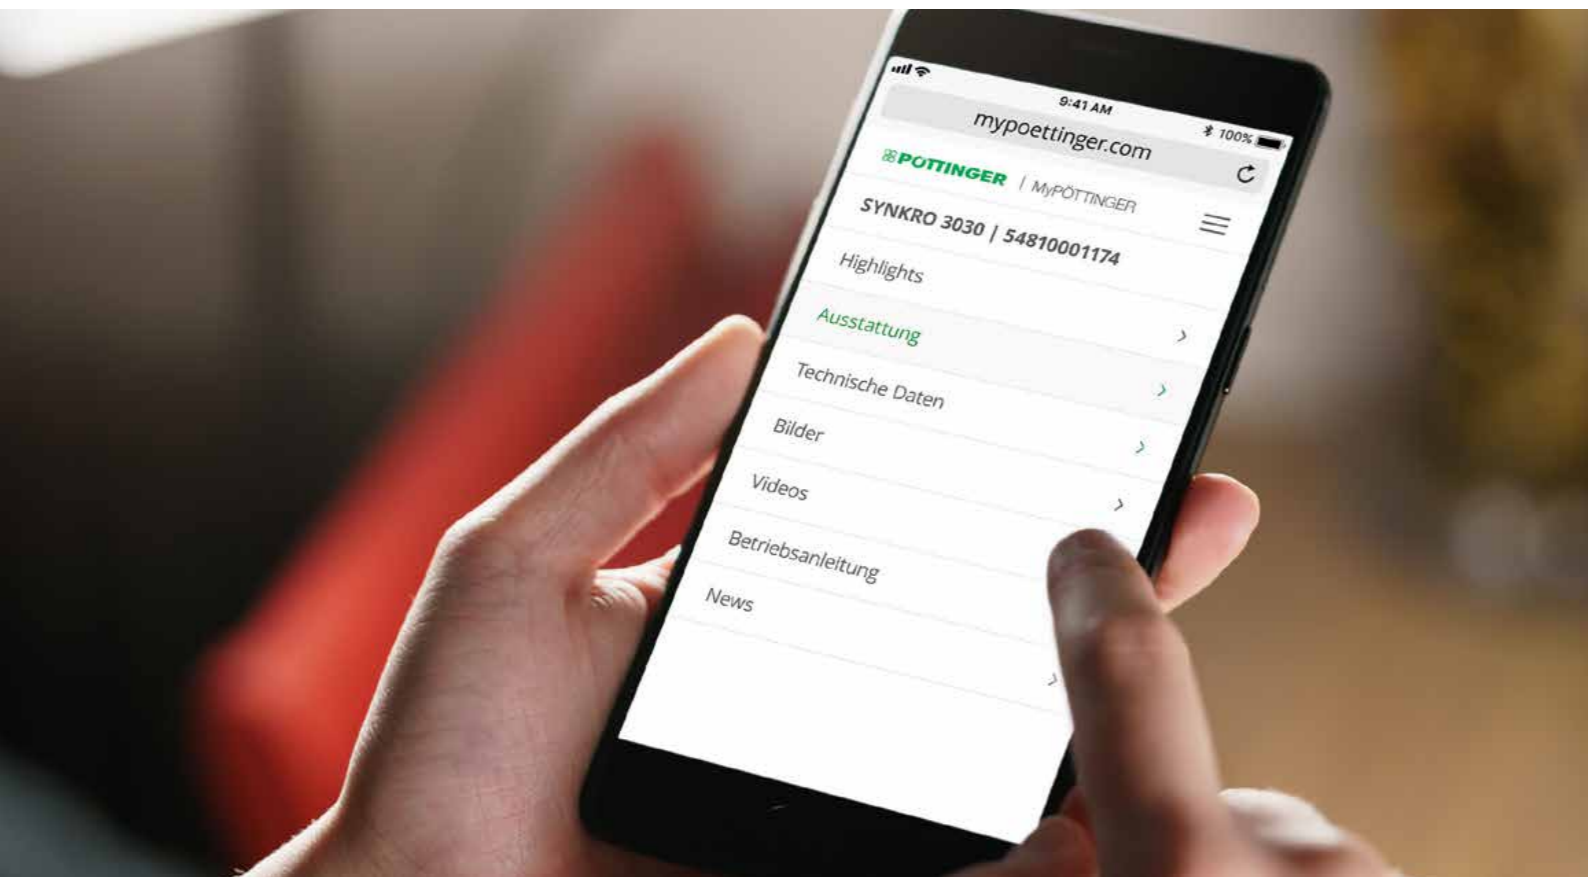 9:41 AM
100%
mypoettinger.com
PÖTTINGER | MyPÖTTINGER
SYNKRO 3030 | 54810001174
Highlights
Ausstattung
Technische Daten
Bilder
Videos
Betriebsanleitung
News